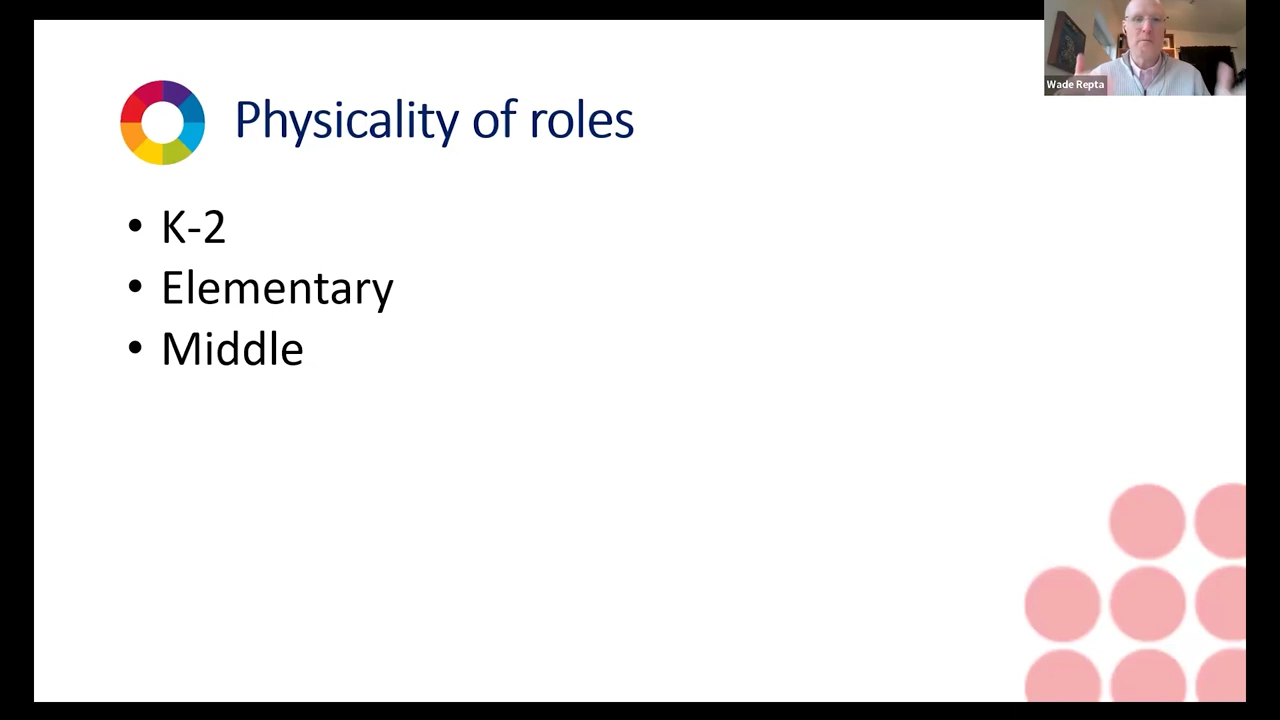 Physicality of roles
• K-2
• Elementary
• Middle
Wade Repta